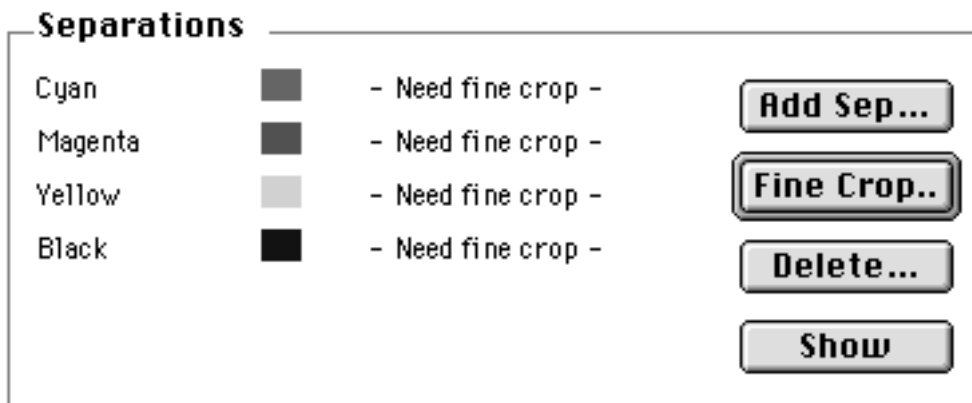 Separations
Cyan - Need fine crop -
Magenta - Need fine crop -
Yellow - Need fine crop -
Black - Need fine crop -
Add Sep...
Fine Crop..
Delete...
Show